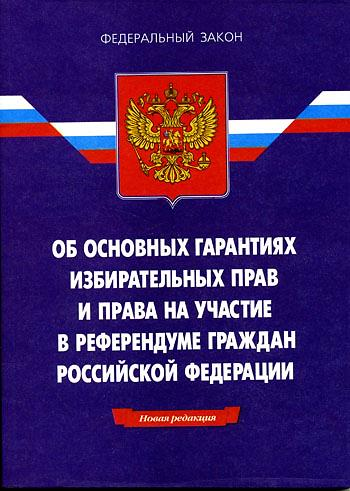 ФЕДЕРАЛЬНЫЙ ЗАКОН
ОБ ОСНОВНЫХ ГАРАНТИЯХ
ИЗБИРАТЕЛЬНЫХ ПРАВ
И ПРАВА НА УЧАСТИЕ
В РЕФЕРЕНДУМЕ ГРАЖДАН
РОССИЙСКОЙ ФЕДЕРАЦИИ
Новая редакция